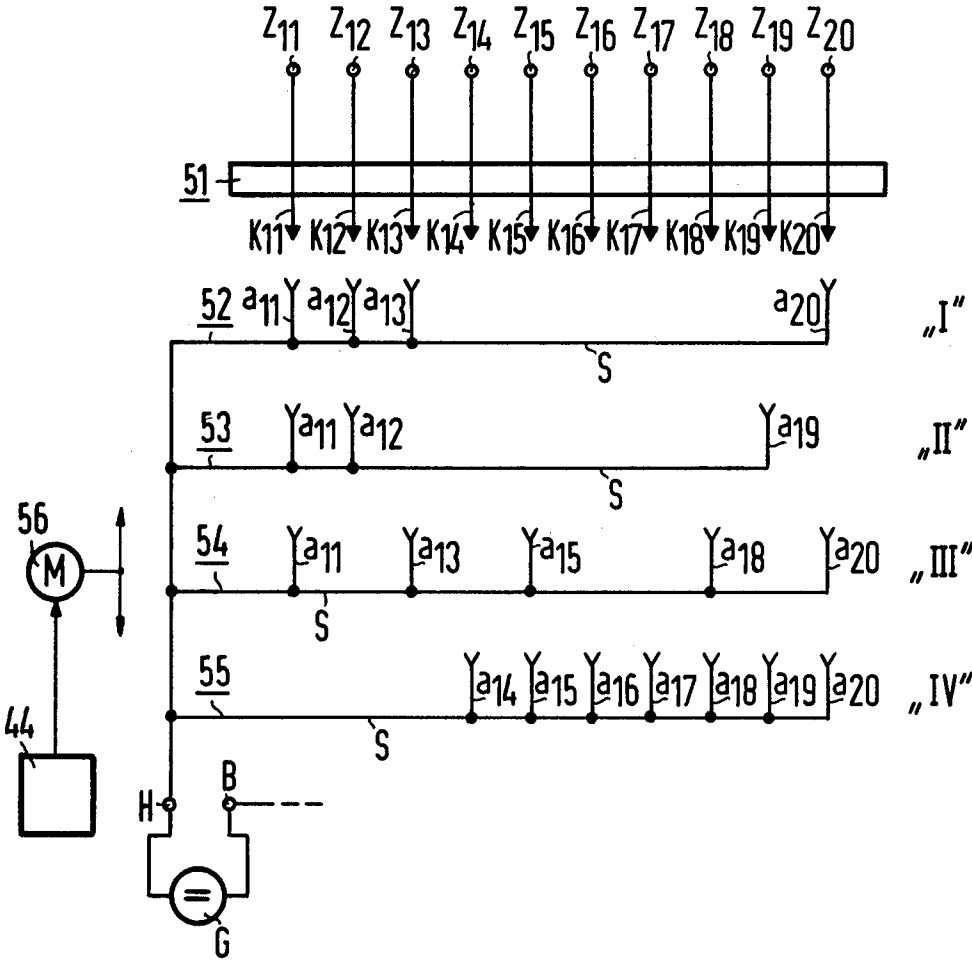 Z11 Z12 Z13 Z14 Z15 Z16 Z17 Z18 Z19 Z20
51
K11 K12 K13 K14 K15 K16 K17 K18 K19 K20
52 a11 a12 a13 a20 „I”
S
53 a11 a12 a19 „II”
S
56
M
54 a11 a13 a15 a18 a20 „III”
S
55 a14 a15 a16 a17 a18 a19 a20 „IV”
S
44
H B
=
G